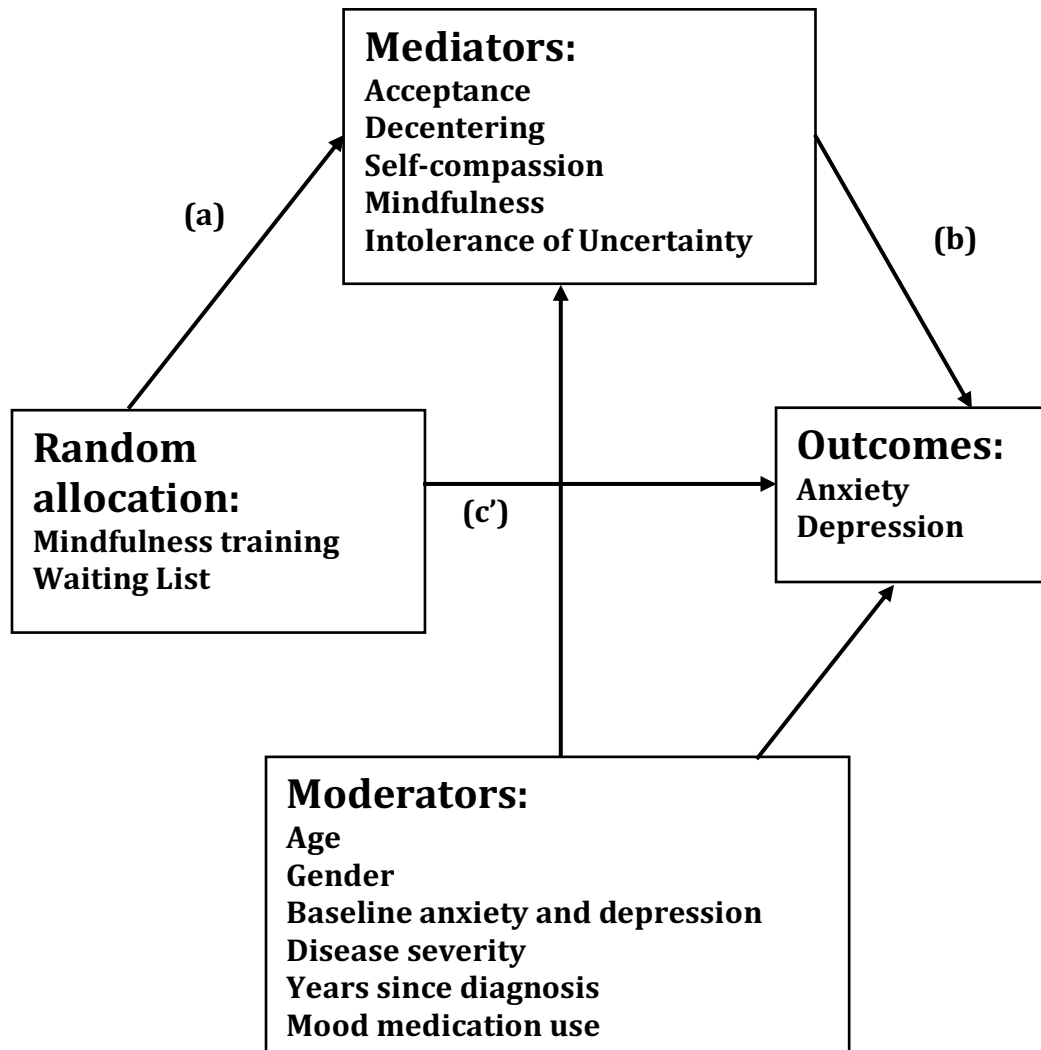 Mediators:
Acceptance
Decentering
Self-compassion
Mindfulness
Intolerance of Uncertainty
(a)
(b)
Random
allocation:
Mindfulness training
Waiting List
(c’)
Outcomes:
Anxiety
Depression
Moderators:
Age
Gender
Baseline anxiety and depression
Disease severity
Years since diagnosis
Mood medication use